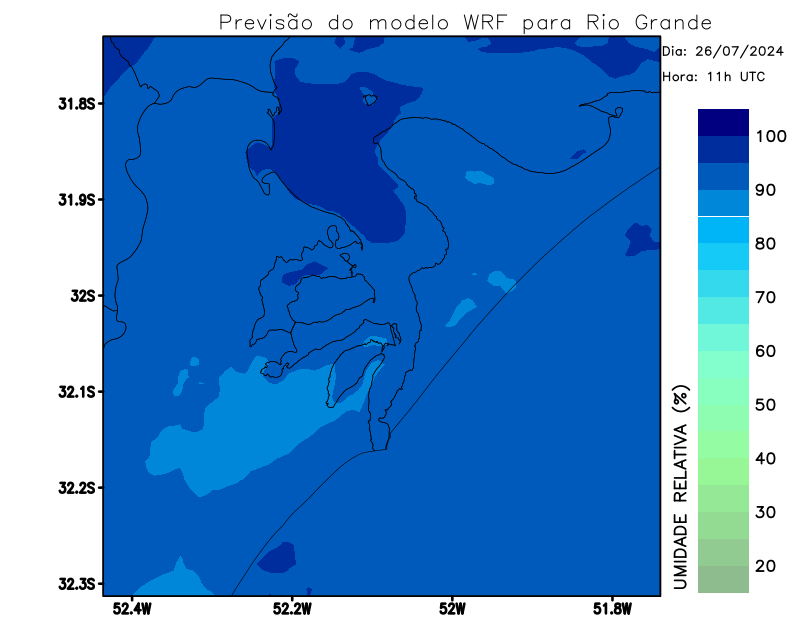 Previsão do modelo WRF para Rio Grande
Dia: 26/07/2024
Hora: 11h UTC
31.8S
31.9S
32S
32.1S
32.2S
32.3S
52.4W
52.2W
52W
51.8W
100
90
80
70
60
50
40
30
20
UMIDADE RELATIVA (%)